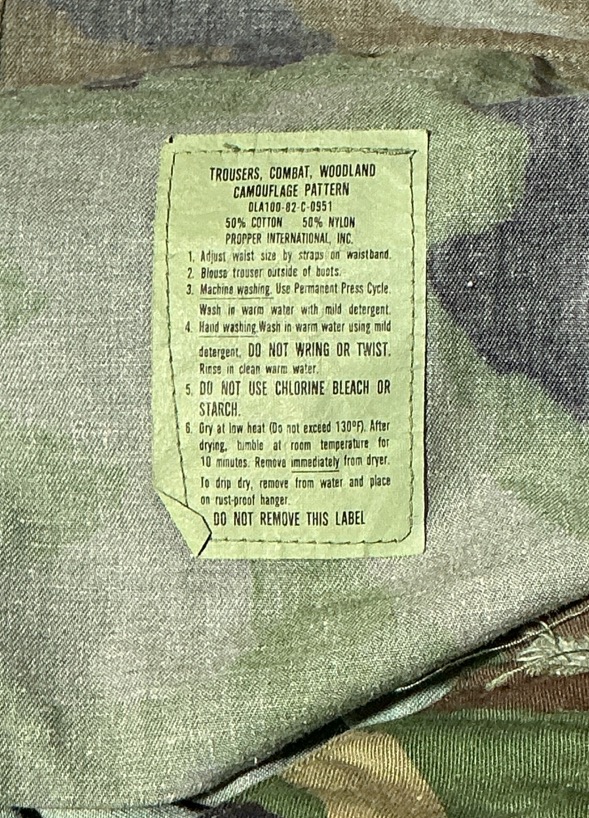 TROUSERS, COMBAT, WOODLAND
CAMOUFLAGE PATTERN
DLA100-82-C-0951
50% COTTON 50% NYLON
PROPPER INTERNATIONAL, INC.
1. Adjust waist size by straps on waistband.
2. Blouse trouser outside of boots.
3. Machine washing. Use Permanent Press Cycle.
Wash in warm water with mild detergent.
4. Hand washing.Wash in warm water using mild
detergent. DO NOT WRING OR TWIST.
Rinse in clean warm water.
5. DO NOT USE CHLORINE BLEACH OR
STARCH.
6. Dry at low heat (Do not exceed 130°F). After
drying, tumble at room temperature for
10 minutes. Remove immediately from dryer.
To drip dry, remove from water and place
on rust-proof hanger.
DO NOT REMOVE THIS LABEL